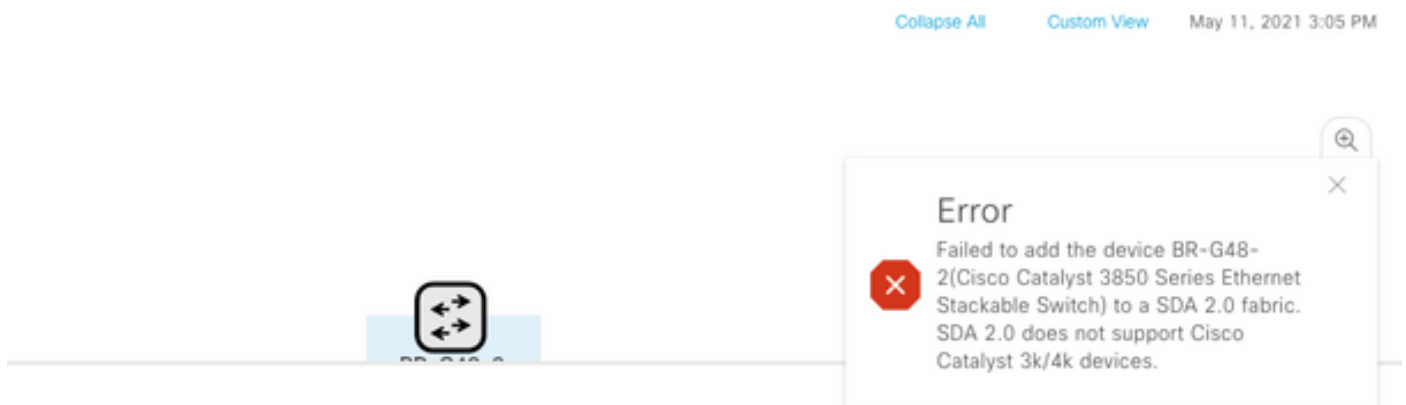 Collapse All Custom View May 11, 2021 3:05 PM
Error
Failed to add the device BR-G48-
2(Cisco Catalyst 3850 Series Ethernet
Stackable Switch) to a SDA 2.0 fabric.
SDA 2.0 does not support Cisco
Catalyst 3k/4k devices.